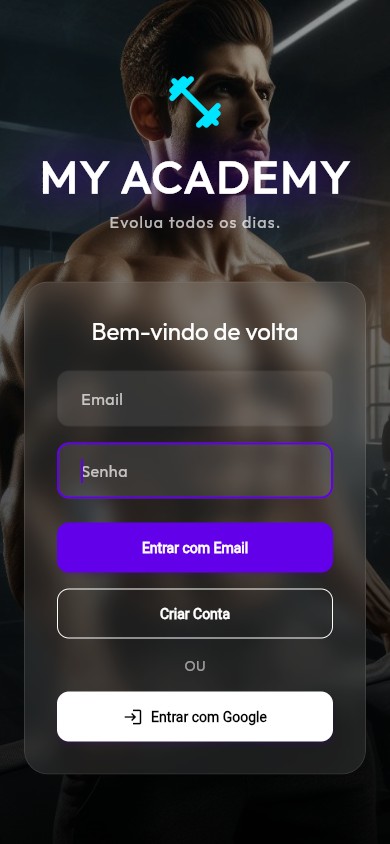 MY ACADEMY
Evolua todos os dias.
Bem-vindo de volta
Email
Senha
Entrar com Email
Criar Conta
OU
Entrar com Google